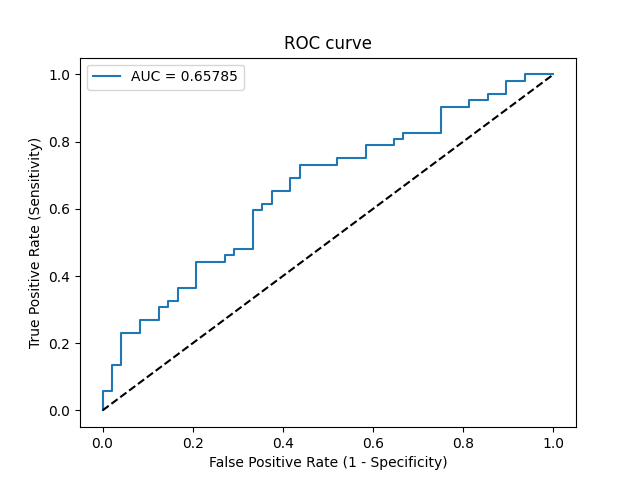 ROC curve
AUC = 0.65785
True Positive Rate (Sensitivity)
1.0
0.8
0.6
0.4
0.2
0.0
0.0 0.2 0.4 0.6 0.8 1.0
False Positive Rate (1 - Specificity)